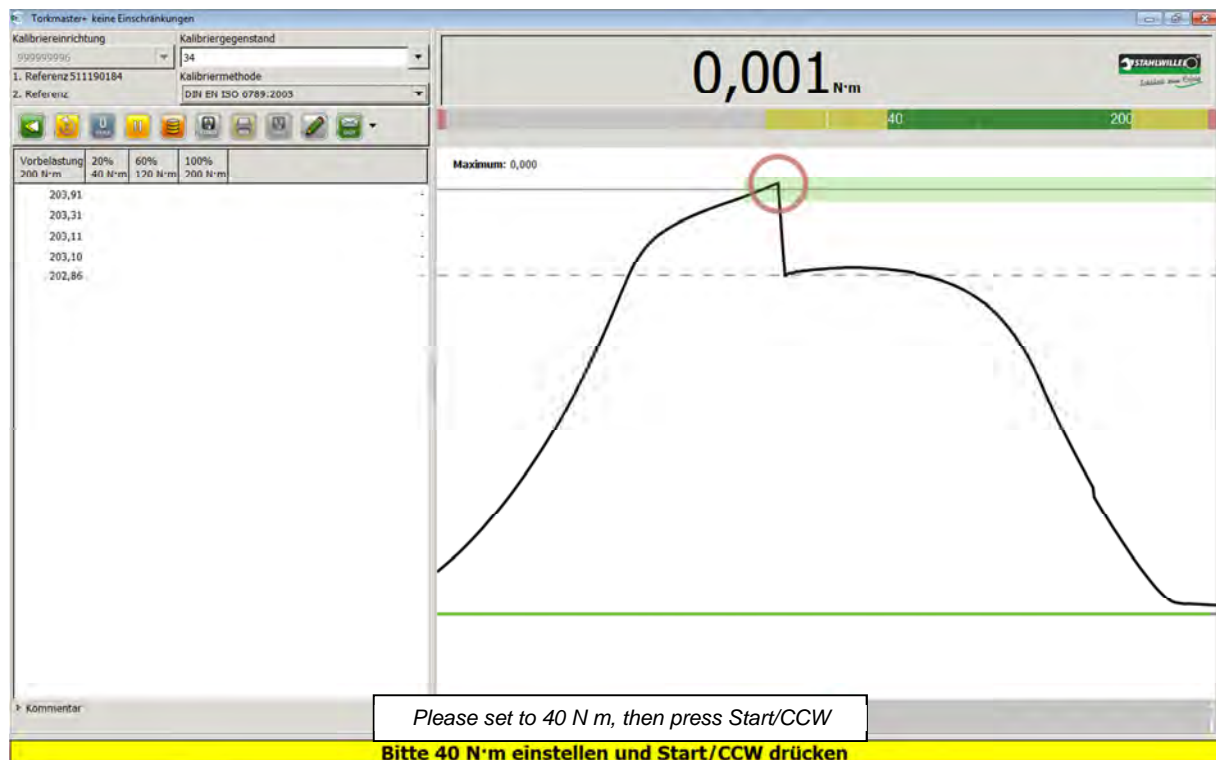 Torkmaster+ keine Einschränkungen
Kalibriereinrichtung
Kalibriergegenstand
999999996
34
1. Referenz 511190184
Kalibriermethode
2. Referenz
DIN EN ISO 6789:2003
Vorbelastung 20% 60% 100%
200 N·m 40 N·m 120 N·m 200 N·m
203,91 -
203,31 -
203,11 -
203,10 -
202,86 -
Kommentar
0,001 N·m
STAHLWILLE
40 200
Maximum: 0,000
Please set to 40 N m, then press Start/CCW
Bitte 40 N·m einstellen und Start/CCW drücken